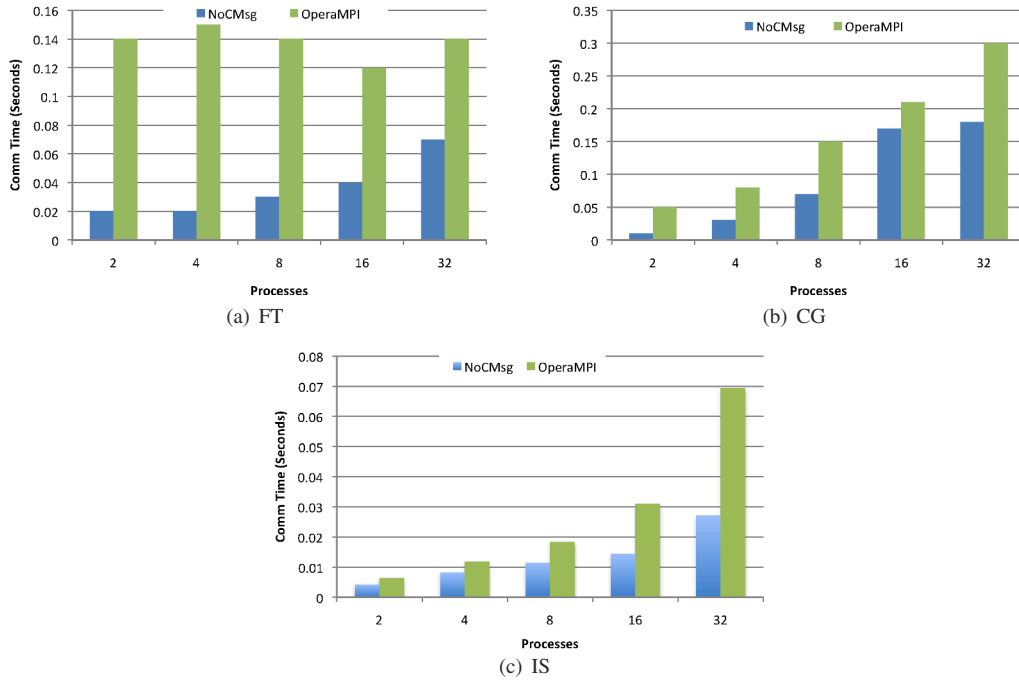 NoCMsg OperaMPI
0.16
0.14
0.12
0.1
0.08
0.06
0.04
0.02
0
Comm Time (Seconds)
2 4 8 16 32
Processes
(a) FT
NoCMsg OperaMPI
0.35
0.3
0.25
0.2
0.15
0.1
0.05
0
Comm Time (Seconds)
2 4 8 16 32
Processes
(b) CG
NoCMsg OperaMPI
0.08
0.07
0.06
0.05
0.04
0.03
0.02
0.01
0
Comm Time (Seconds)
2 4 8 16 32
Processes
(c) IS